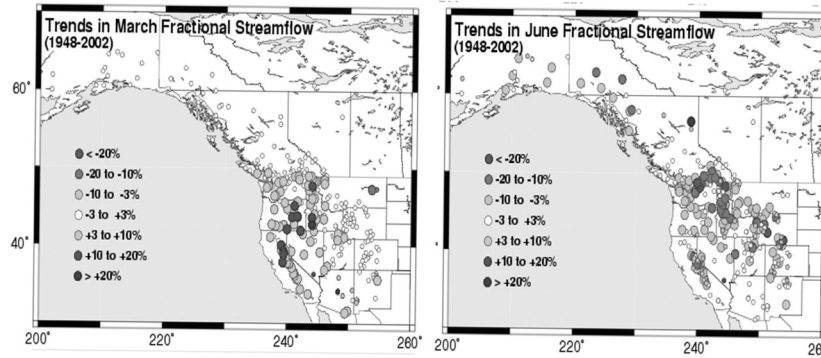 Trends in March Fractional Streamflow
(1948-2002)
60°
< -20%
-20 to -10%
-10 to -3%
-3 to +3%
+3 to +10%
+10 to +20%
> +20%
40°
200°
220°
240°
260°
Trends in June Fractional Streamflow
(1948-2002)
< -20%
-20 to -10%
-10 to -3%
-3 to +3%
+3 to +10%
+10 to +20%
> +20%
200°
220°
240°
26